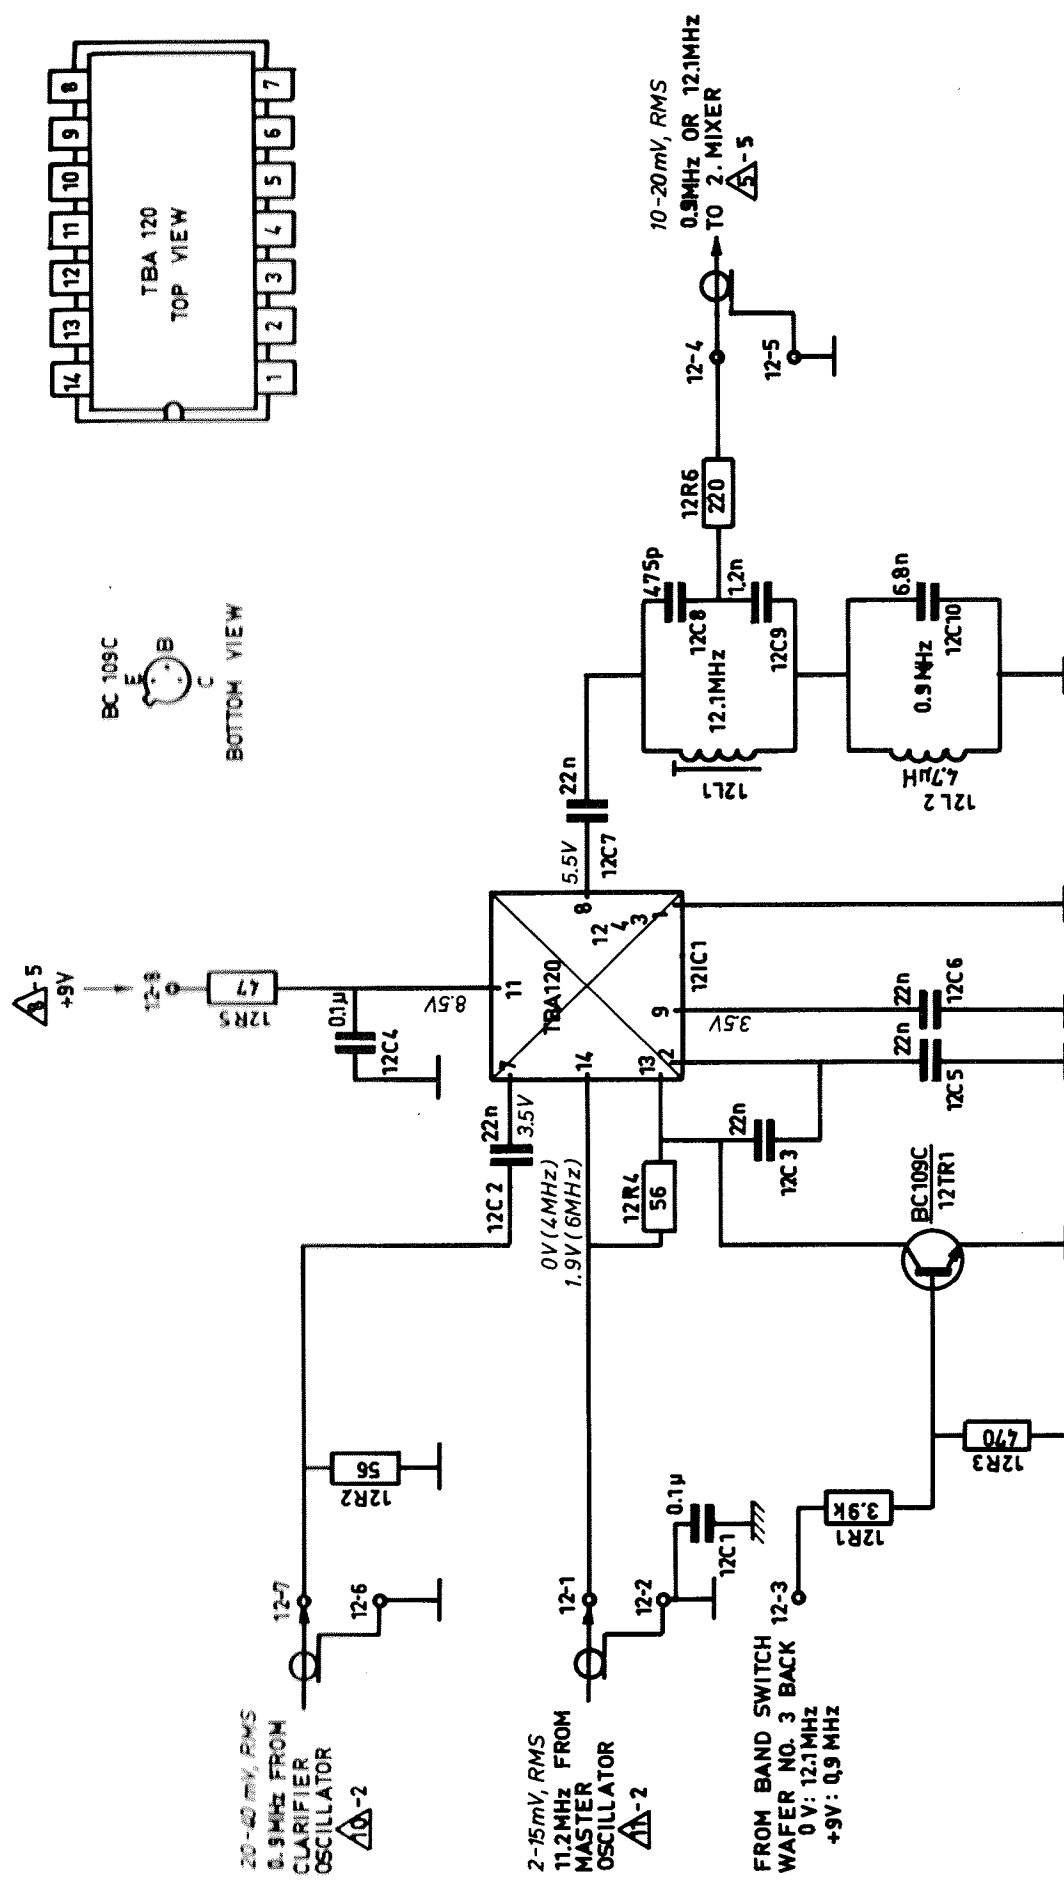 BC 109C
E
B
C
BOTTOM VIEW
14
13
12
11
10
9
8
TBA 120
TOP VIEW
1
2
3
4
5
6
7
-5
+9V
12-8
47
12R5
0.1µ
12C4
8.5V
20-40 mV, RMS
0.9MHz FROM
CLARIFIER
OSCILLATOR
10 -2
12-7
12-6
56
12R2
12C2
22n
3.5V
0V (4MHz)
1.9V (6MHz)
2-15mV, RMS
11.2MHz FROM
MASTER
OSCILLATOR
11 -2
12-1
12-2
0.1µ
12C1
12R4
56
7
14
13
2
11
TBA120
9
8
12
4
3
1
12IC1
3.5V
5.5V
22n
12C7
475p
12C8
12.1MHz
1.2n
12C9
12L1
12R6
220
12-4
12-5
10-20mV, RMS
0.9MHz OR 12.1MHz
TO 2. MIXER
5 -5
0.9MHz
6.8n
12C10
4.7µH
12L2
22n
12C3
22n
12C5
22n
12C6
BC109C
12TR1
FROM BAND SWITCH
WAFER NO. 3 BACK
0V: 12.1MHz
+9V: 0,9 MHz
12-3
3.9k
12R1
470
12R3